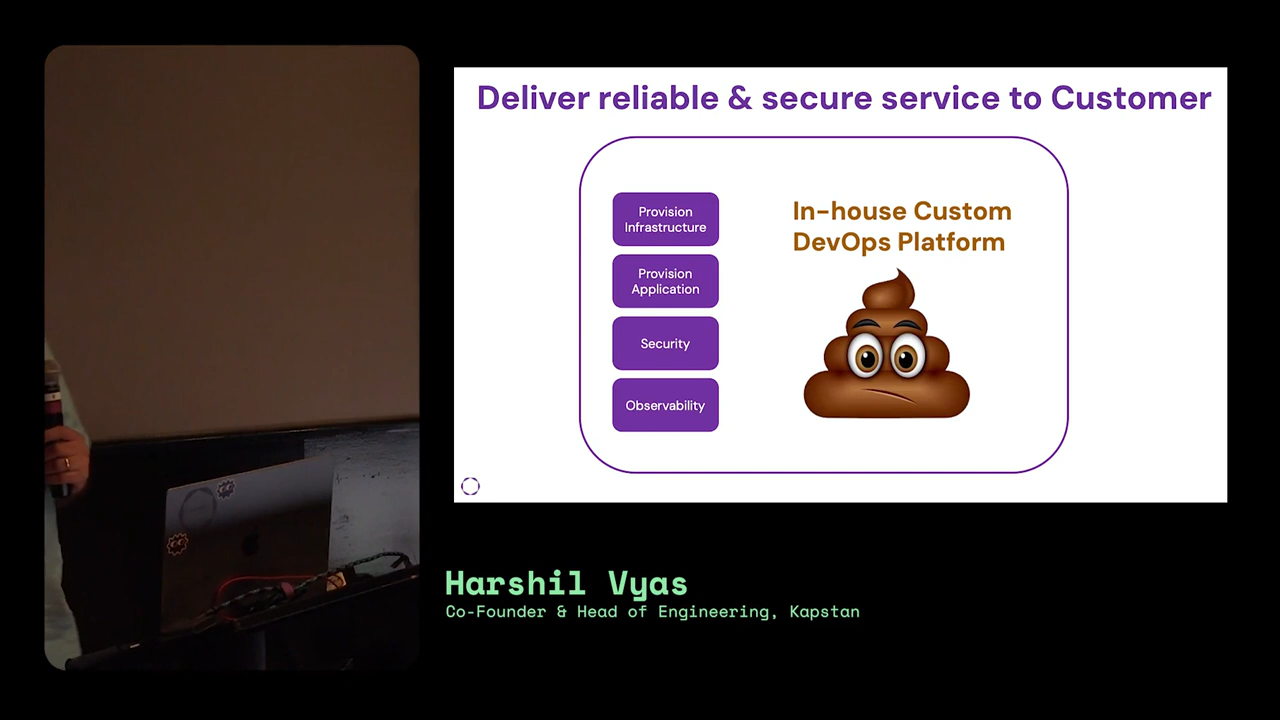 Deliver reliable & secure service to Customer
Provision
Infrastructure
Provision
Application
Security
Observability
In-house Custom
DevOps Platform
Harshil Vyas
Co-Founder & Head of Engineering, Kapstan